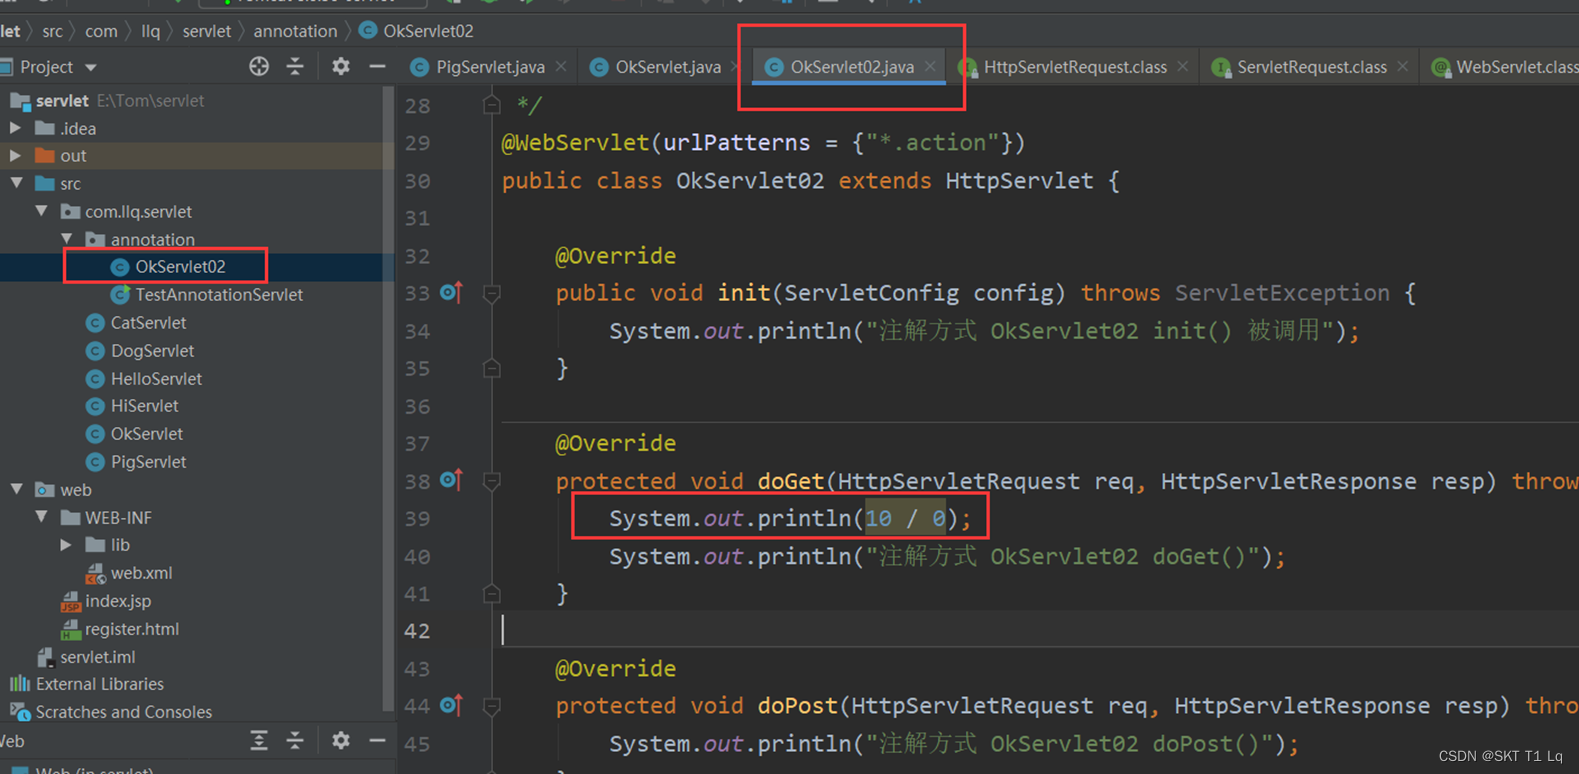 let src com llq servlet annotation OkServlet02
Project PigServlet.java OkServlet.java OkServlet02.java HttpServletRequest.class ServletRequest.class WebServlet.class
servlet E:\Tom\servlet
.idea
out
src
com.llq.servlet
annotation
OkServlet02
TestAnnotationServlet
CatServlet
DogServlet
HelloServlet
HiServlet
OkServlet
PigServlet
web
WEB-INF
lib
web.xml
index.jsp
register.html
servlet.iml
External Libraries
Scratches and Consoles
Web
Web (in servlet)
28 */
29 @WebServlet(urlPatterns = {"*.action"})
30 public class OkServlet02 extends HttpServlet {
31
32 @Override
33 public void init(ServletConfig config) throws ServletException {
34 System.out.println("注解方式 OkServlet02 init() 被调用");
35 }
36
37 @Override
38 protected void doGet(HttpServletRequest req, HttpServletResponse resp) throw
39 System.out.println(10 / 0);
40 System.out.println("注解方式 OkServlet02 doGet()");
41 }
42
43 @Override
44 protected void doPost(HttpServletRequest req, HttpServletResponse resp) thro
45 System.out.println("注解方式 OkServlet02 doPost()");
CSDN @SKT T1 Lq